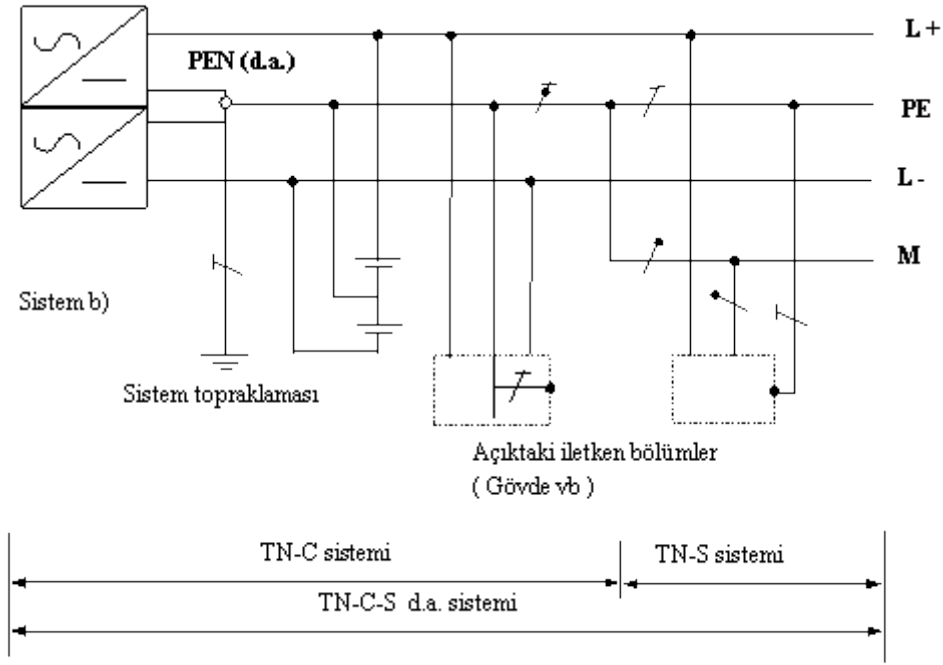 L +
PEN (d.a.)
PE
L -
M
Sistem b)
Sistem topraklaması
Açıktaki iletken bölümler
( Gövde vb )
TN-C sistemi
TN-S sistemi
TN-C-S d.a. sistemi